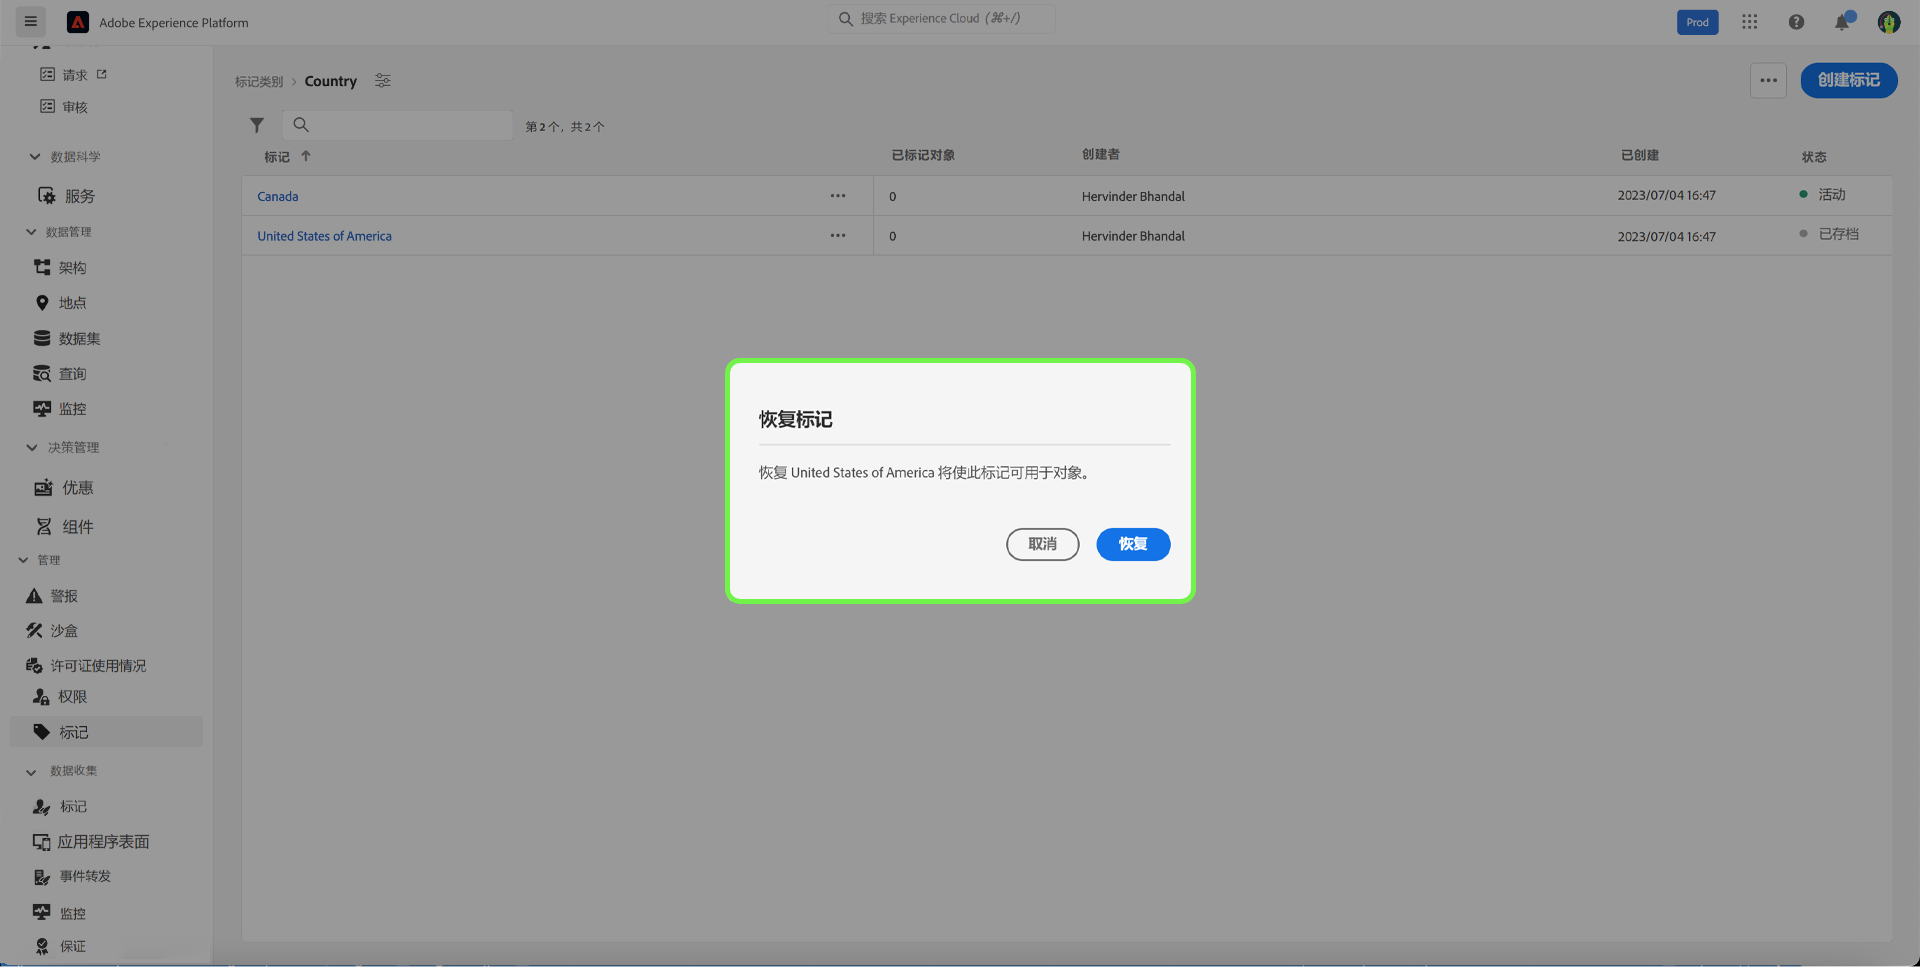 Adobe Experience Platform
搜索 Experience Cloud (⌘+/)
Prod
请求
审核
数据科学
服务
数据管理
架构
地点
数据集
查询
监控
决策管理
优惠
组件
管理
警报
沙盒
许可证使用情况
权限
标记
数据收集
标记
应用程序表面
事件转发
监控
保证
标记类别 > Country
创建标记
第 2 个，共 2 个
标记 已标记对象 创建者 已创建 状态
Canada 0 Hervinder Bhandal 2023/07/04 16:47 活动
United States of America 0 Hervinder Bhandal 2023/07/04 16:47 已存档
恢复标记
恢复 United States of America 将使此标记可用于对象。
取消 恢复